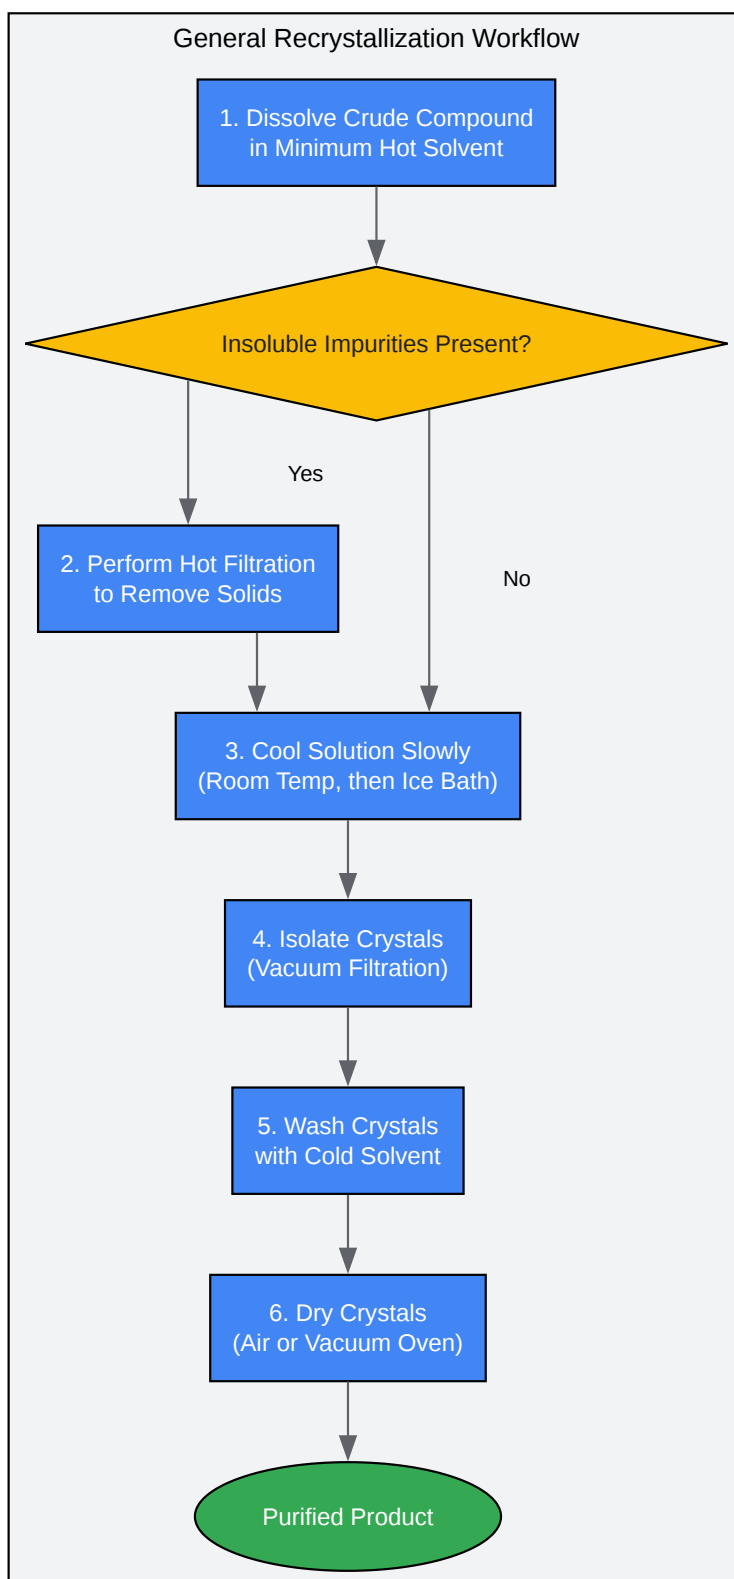 General Recrystallization Workflow
1. Dissolve Crude Compound
in Minimum Hot Solvent
Insoluble Impurities Present?
Yes
2. Perform Hot Filtration
to Remove Solids
No
3. Cool Solution Slowly
(Room Temp, then Ice Bath)
4. Isolate Crystals
(Vacuum Filtration)
5. Wash Crystals
with Cold Solvent
6. Dry Crystals
(Air or Vacuum Oven)
Purified Product